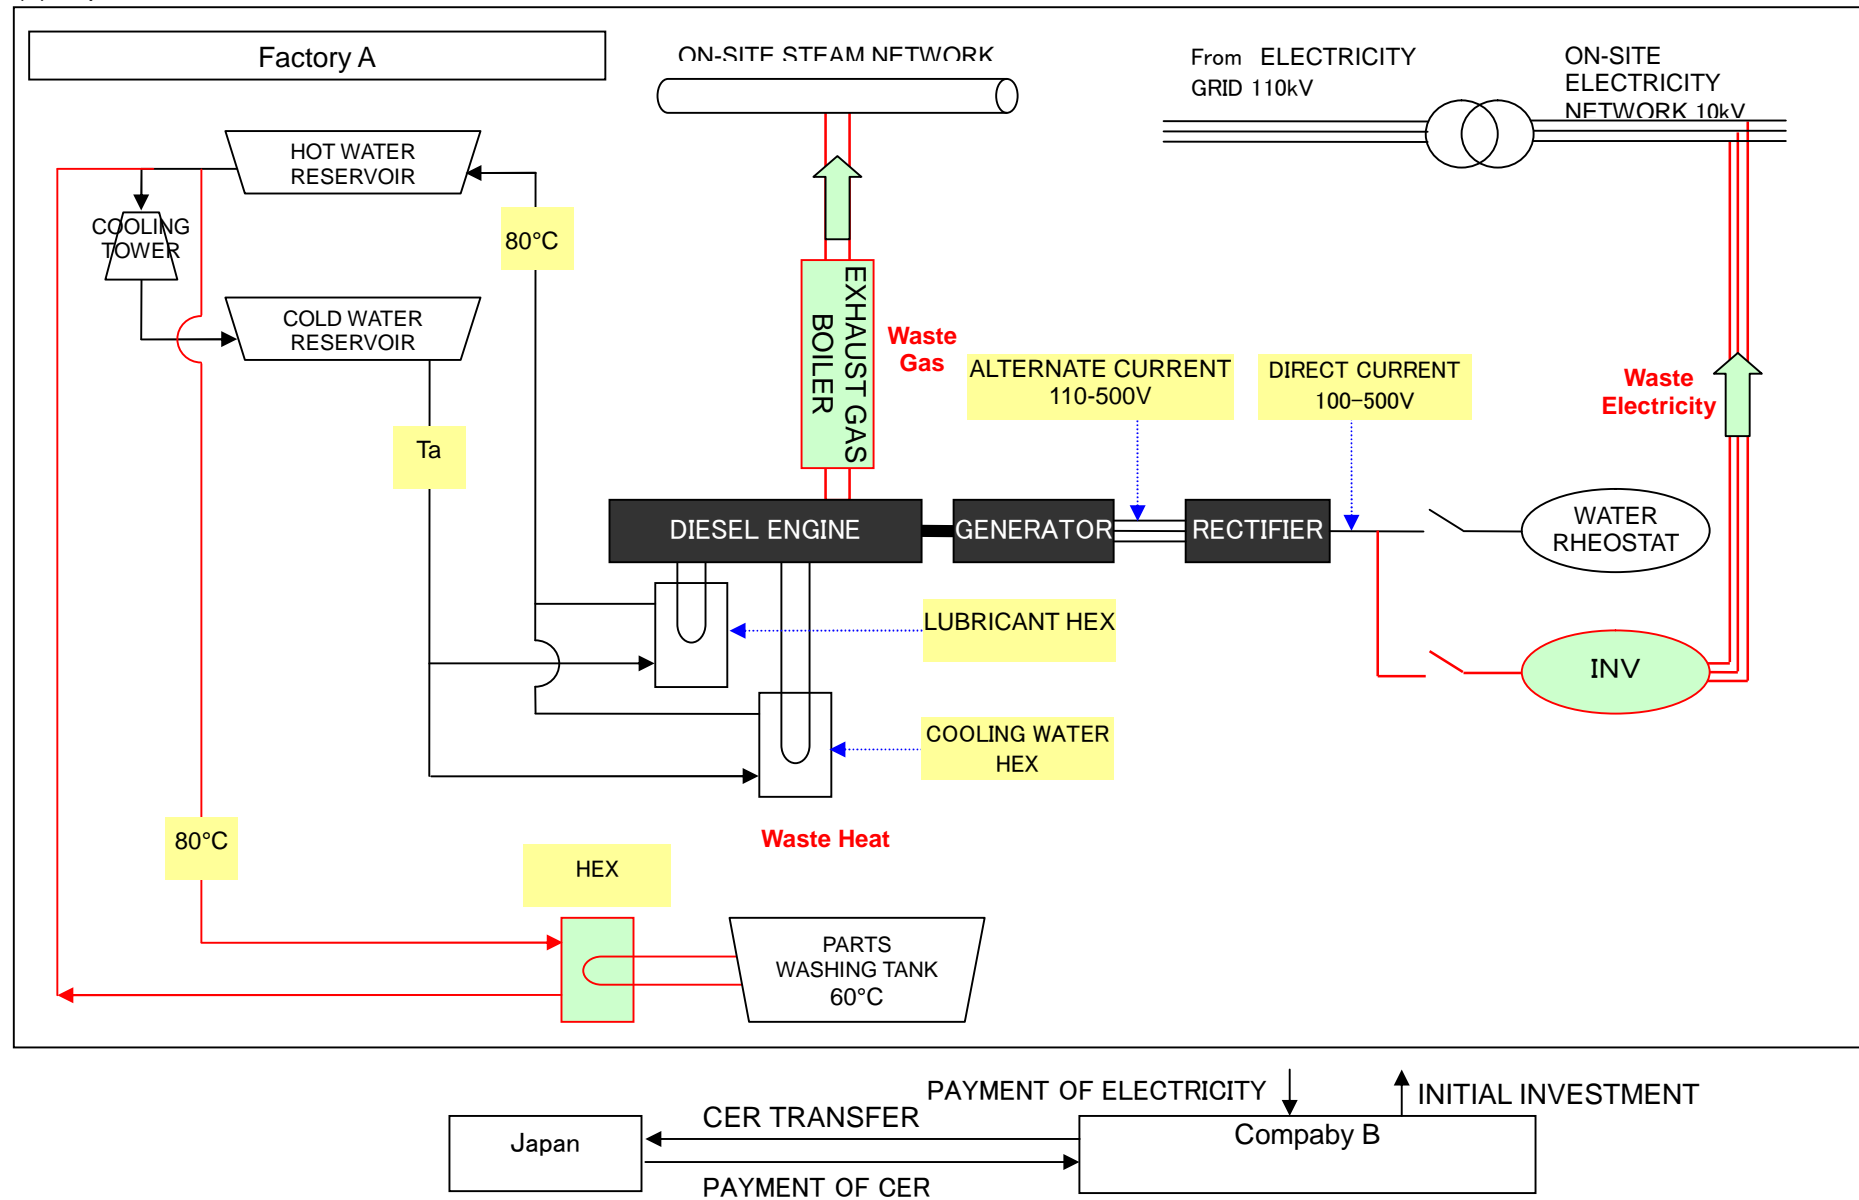 Factory A
ON-SITE STEAM NETWORK
From ELECTRICITY
GRID 110kV
ON-SITE
ELECTRICITY
NETWORK 10kV
HOT WATER
RESERVOIR
COOLING
TOWER
80°C
COLD WATER
RESERVOIR
EXHAUST GAS
BOILER
Waste
Gas
ALTERNATE CURRENT
110-500V
DIRECT CURRENT
100-500V
Waste
Electricity
Ta
DIESEL ENGINE
GENERATOR
RECTIFIER
WATER
RHEOSTAT
LUBRICANT HEX
INV
COOLING WATER
HEX
80°C
Waste Heat
HEX
PARTS
WASHING TANK
60°C
PAYMENT OF ELECTRICITY
INITIAL INVESTMENT
CER TRANSFER
Japan
Compaby B
PAYMENT OF CER